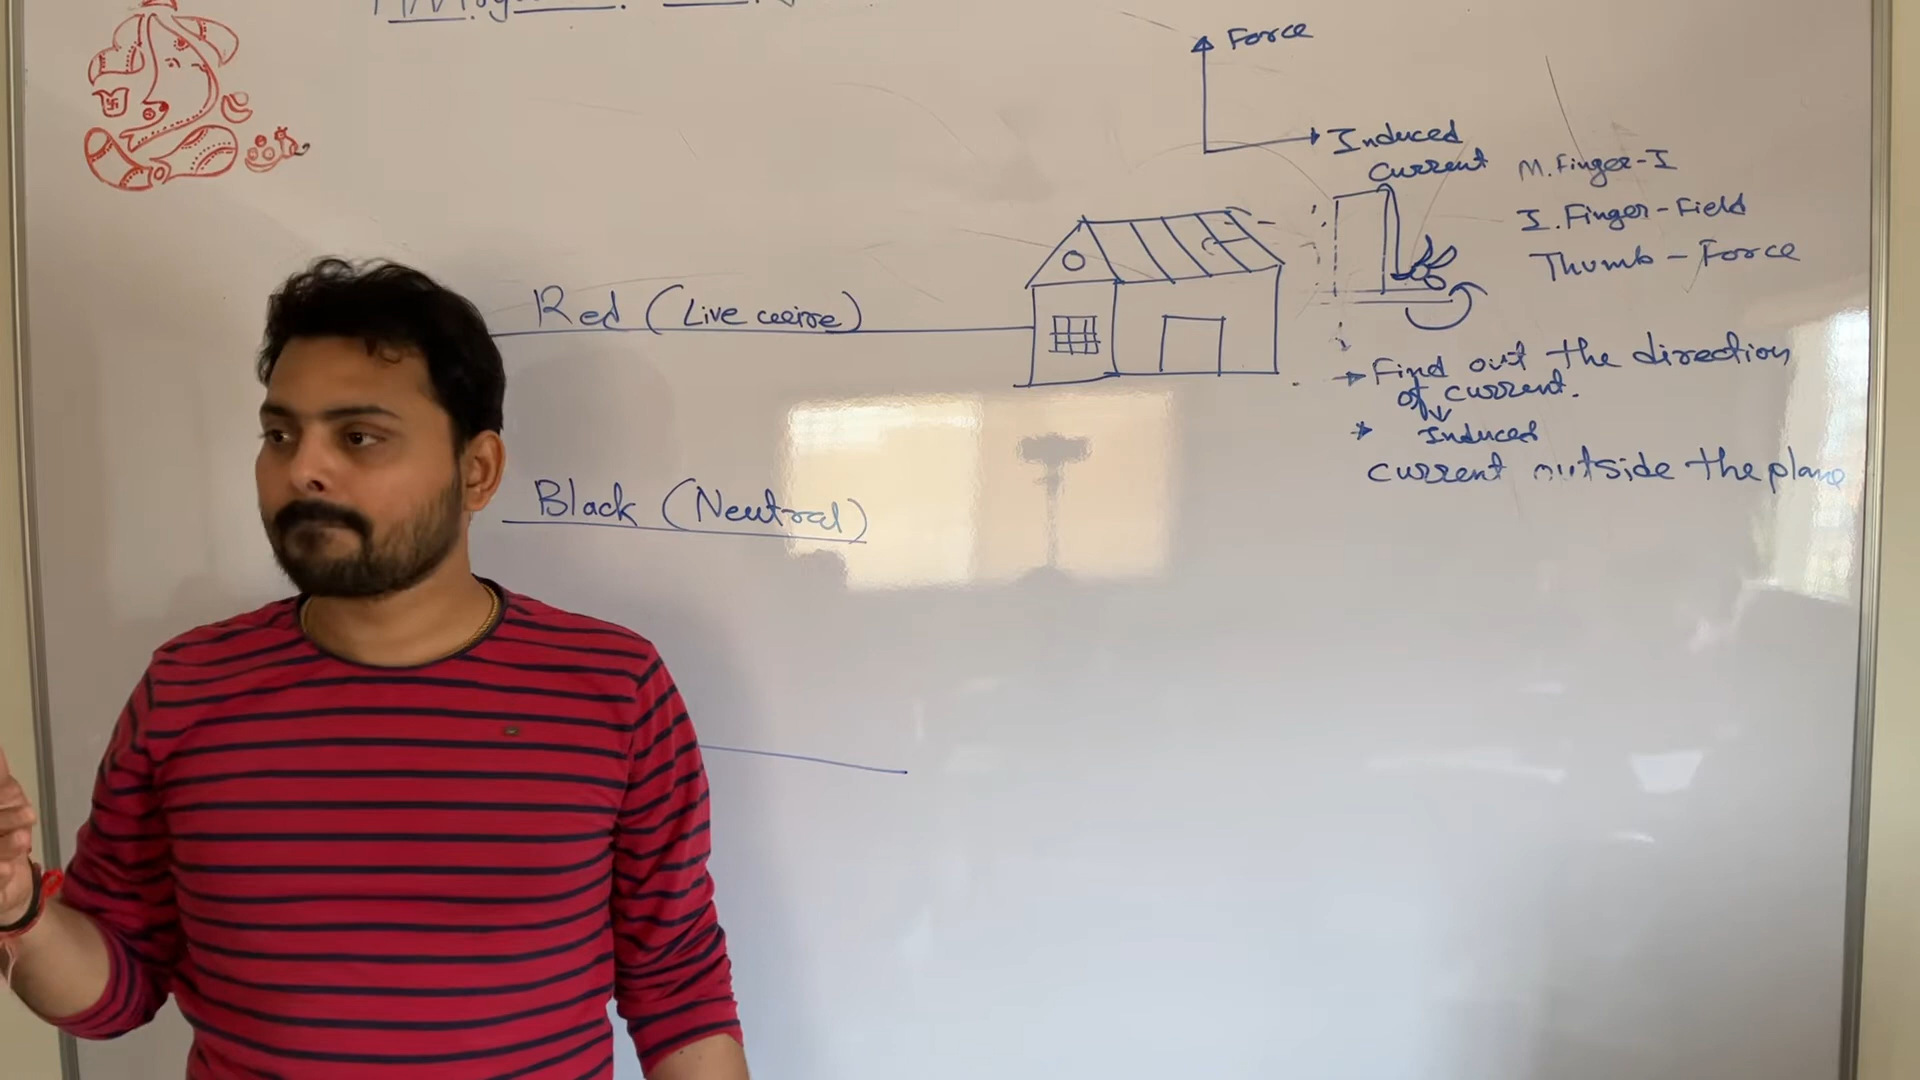 Force
Induced
Current
M. Finger-I
I. Finger-Field
Thumb - Force
Red (Live wire)
Find out the direction
of current.
Induced
Black (Neutral)
current outside the plane